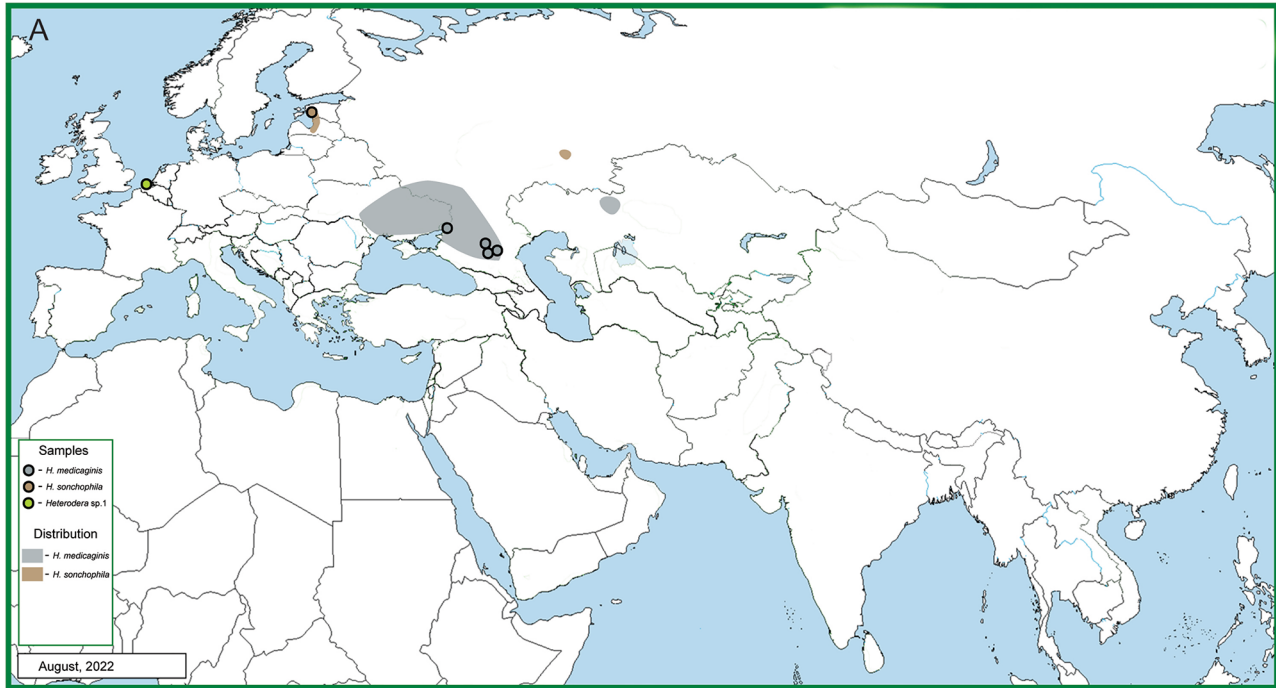 A
Samples
- H. medicaginis
- H. sonchophila
- Heterodera sp.1
Distribution
- H. medicaginis
- H. sonchophila
August, 2022